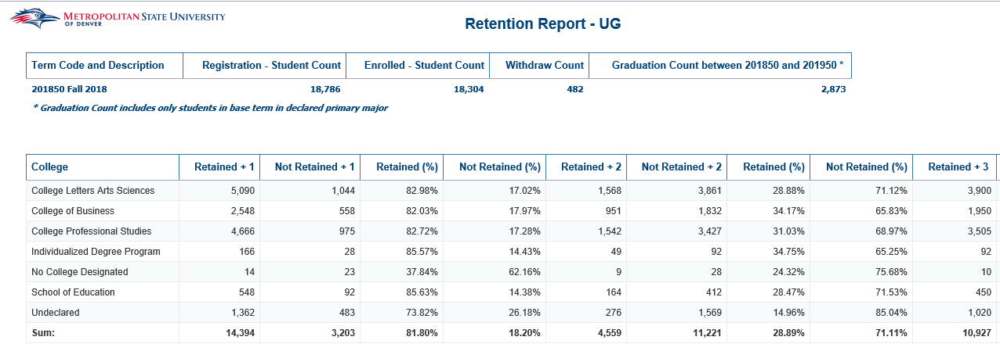 METROPOLITAN STATE UNIVERSITY
OF DENVER
Retention Report - UG
Term Code and Description Registration - Student Count Enrolled - Student Count Withdraw Count Graduation Count between 201850 and 201950 *
201850 Fall 2018 18,786 18,304 482 2,873
* Graduation Count includes only students in base term in declared primary major
College Retained + 1 Not Retained + 1 Retained (%) Not Retained (%) Retained + 2 Not Retained + 2 Retained (%) Not Retained (%) Retained + 3
College Letters Arts Sciences 5,090 1,044 82.98% 17.02% 1,568 3,861 28.88% 71.12% 3,900
College of Business 2,548 558 82.03% 17.97% 951 1,832 34.17% 65.83% 1,950
College Professional Studies 4,666 975 82.72% 17.28% 1,542 3,427 31.03% 68.97% 3,505
Individualized Degree Program 166 28 85.57% 14.43% 49 92 34.75% 65.25% 92
No College Designated 14 23 37.84% 62.16% 9 28 24.32% 75.68% 10
School of Education 548 92 85.63% 14.38% 164 412 28.47% 71.53% 450
Undeclared 1,362 483 73.82% 26.18% 276 1,569 14.96% 85.04% 1,020
Sum: 14,394 3,203 81.80% 18.20% 4,559 11,221 28.89% 71.11% 10,927